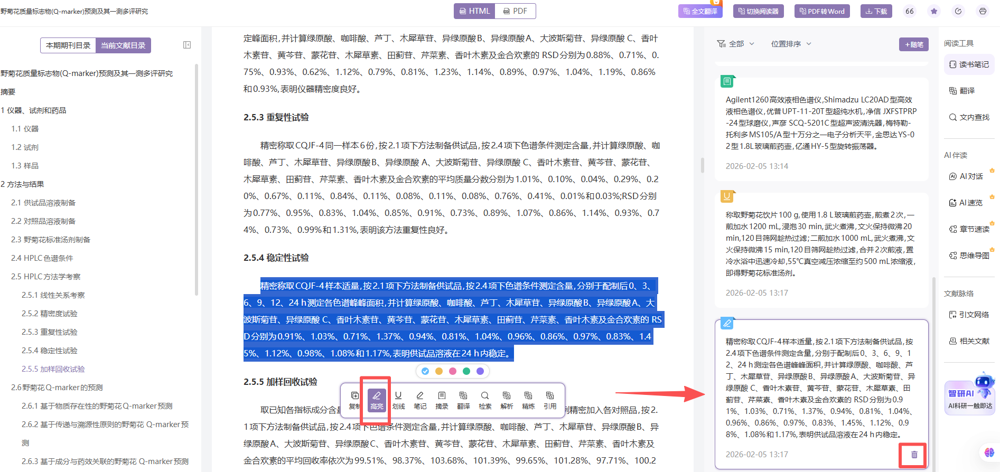 野菊花质量标志物(Q-marker)预测及其一测多评研究
HTML
PDF
全文翻译
切换阅读器
PDF转Word
下载
66
本期期刊目录
当前文献目录
野菊花质量标志物(Q-marker)预测及其一测多评研究
摘要
1 仪器、试剂和药品
1.1 仪器
1.2 试剂
1.3 样品
2 方法与结果
2.1 供试品溶液制备
2.2 对照品溶液制备
2.3 野菊花标准汤剂制备
2.4 HPLC色谱条件
2.5 HPLC方法学考察
2.5.1 线性关系考察
2.5.2 精密度试验
2.5.3 重复性试验
2.5.4 稳定性试验
2.5.5 加样回收试验
2.6野菊花Q-marker的预测
2.6.1 基于物质存在性的野菊花Q-marker预测
2.6.2 基于传递与溯源性原则的野菊花 Q-marker预
测
2.6.3 基于成分与药效关联的野菊花 Q-marker预测
定峰面积,并计算绿原酸、咖啡酸、芦丁、木犀草苷、异绿原酸B、异绿原酸A、大波斯菊苷、异绿原酸 C、香叶
木素苷、黄芩苷、蒙花苷、木犀草素、田蓟苷、芹菜素、香叶木素及金合欢素的 RSD分别为0.88%、0.71%、0.
75%、0.93%、0.62%、1.12%、0.79%、0.81%、1.23%、1.14%、0.89%、0.97%、1.04%、1.19%、0.86%
和0.93%,表明仪器精密度良好。
2.5.3 重复性试验
精密称取CQJF-4同一样本6份,按2.1项下方法制备供试品,按2.4项下色谱条件测定含量,并计算绿原酸、咖
啡酸、芦丁、木犀草苷、异绿原酸B、异绿原酸 A、大波斯菊苷、异绿原酸 C、香叶木素苷、黄芩苷、蒙花苷、
木犀草素、田蓟苷、芹菜素、香叶木素及金合欢素的平均质量分数分别为1.01%、0.10%、0.04%、0.29%、0.2
0%、0.67%、0.11%、0.84%、0.11%、0.08%、0.11%、0.08%、0.76%、0.41%、0.01%和0.03%;RSD分别
为0.77%、0.95%、0.83%、1.04%、0.85%、0.91%、0.73%、0.89%、1.07%、0.86%、1.14%、0.93%、0.7
4%、0.73%、0.99%和1.31%,表明该方法重复性良好。
2.5.4 稳定性试验
精密称取CQJF-4样本适量,按2.1项下方法制备供试品,按2.4项下色谱条件测定含量,分别于配制后0、3、
6、9、12、24 h测定各色谱峰峰面积,并计算绿原酸、咖啡酸、芦丁、木犀草苷、异绿原酸B、异绿原酸A、大
波斯菊苷、异绿原酸 C、香叶木素苷、黄芩苷、蒙花苷、木犀草素、田蓟苷、芹菜素、香叶木素及金合欢素的 RS
D分别为0.91%、1.03%、0.71%、1.37%、0.94%、0.81%、1.04%、0.96%、0.86%、0.97%、0.83%、1.4
5%、1.12%、0.98%、1.08%和1.17%,表明供试品溶液在24 h内稳定。
2.5.5 加样回收试验
复制
高亮
划线
笔记
摘录
翻译
检索
解析
精炼
引用
取已知各指标成分含量
例精密加入各对照品,按2.
1项下方法制备供试品,按2.4项下色谱条件测定含量,并计算绿原酸、咖啡酸、芦丁、木犀草苷、异绿原酸B、异
绿原酸A、大波斯菊苷、异绿原酸C、香叶木素苷、黄芩苷、蒙花苷、木犀草素、田蓟苷、芹菜素、香叶木素及
金合欢素的平均回收率依次为99.51%、98.37%、103.68%、101.39%、99.65%、101.28%、97.71%、100.2
全部
位置排序
+随笔
Agilent1260高效液相色谱仪,Shimadzu LC20AD型高效
液相色谱仪,优普UPT-11-20T型超纯水机,净信 JXFSTPRP
-24型球磨仪,声彦 SCQ-5201C型超声波清洗器,梅特勒-
托利多MS105/A型十万分之一电子分析天平,金思达YS-0
2型1.8L玻璃煎药壶,亿通HY-5型旋转振荡器。
2026-02-05 13:14
称取野菊花饮片100 g,使用1.8 L玻璃煎药壶,煎煮2次,一
煎加水1200 mL,浸泡30 min,武火煮沸,文火保持微沸20
min,120目筛网趁热过滤;二煎加水1000 mL,武火煮沸,文
火保持微沸15 min,120目筛网趁热过滤,合并2次煎液,置
冷水浴中迅速冷却,55℃真空减压浓缩至约500 mL浓缩液,
即得野菊花标准汤剂。
2026-02-05 13:17
精密称取CQJF-4样本适量,按2.1项下方法制备供试品,按
2.4项下色谱条件测定含量,分别于配制后0、3、6、9、1
2、24 h测定各色谱峰峰面积,并计算绿原酸、咖啡酸、芦
丁、木犀草苷、异绿原酸B、异绿原酸A、大波斯菊苷、异
绿原酸 C、香叶木素苷、黄芩苷、蒙花苷、木犀草素、田
蓟苷、芹菜素、香叶木素及金合欢素的 RSD分别为0.9
1%、1.03%、0.71%、1.37%、0.94%、0.81%、1.04%、
0.96%、0.86%、0.97%、0.83%、1.45%、1.12%、0.9
8%、1.08%和1.17%,表明供试品溶液在24 h内稳定。
2026-02-05 13:17
阅读工具
读书笔记
翻译
文内查找
AI伴读
AI对话
AI速览
章节速读
思维导图
文献脉络
引文网络
相关文献
智研AI
AI科研一触即达